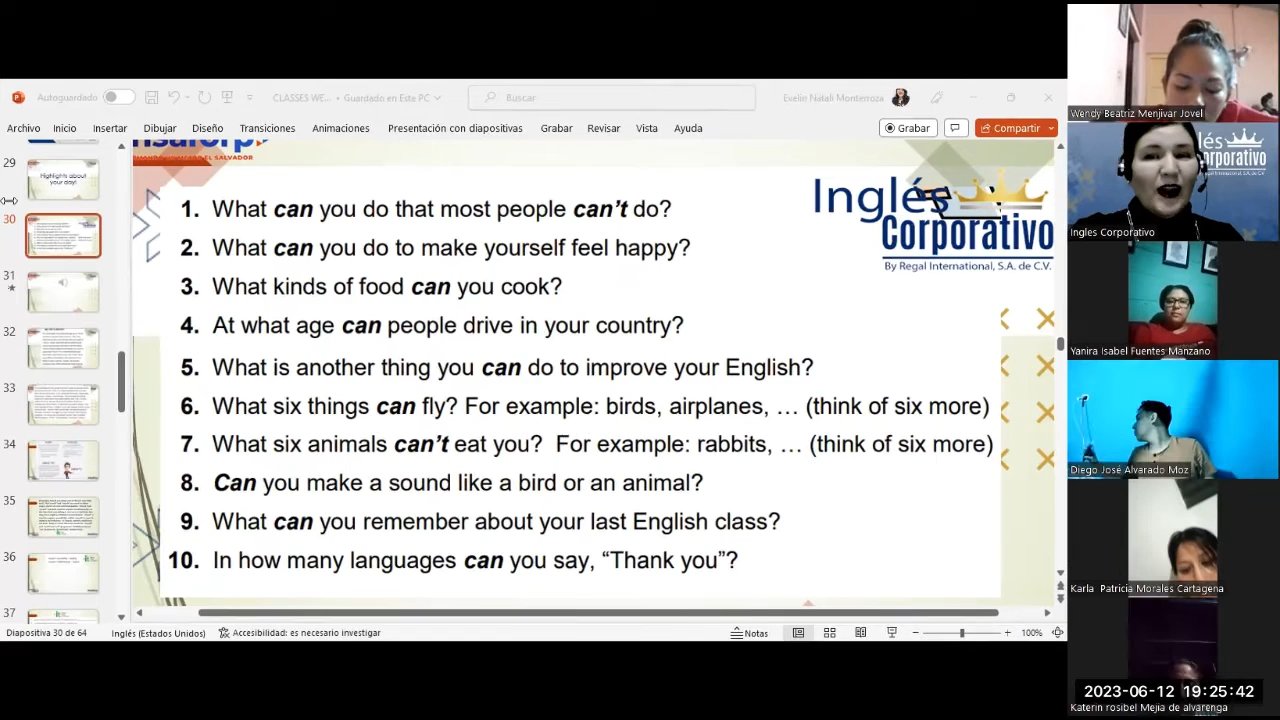 Autoguardado
CLASSES WE... • Guardado en Este PC
Buscar
Evelin Natali Monterroza
Archivo Inicio Insertar Dibujar Diseño Transiciones Animaciones Presentación con diapositivas Grabar Revisar Vista Ayuda
Grabar
Compartir
29
Highlights about your day!
30
31
32
33
34
35
36
37
Inglés
Corporativo
By Regal International, S.A. de C.V.
1. What can you do that most people can't do?
2. What can you do to make yourself feel happy?
3. What kinds of food can you cook?
4. At what age can people drive in your country?
5. What is another thing you can do to improve your English?
6. What six things can fly? For example: birds, airplanes, … (think of six more)
7. What six animals can't eat you? For example: rabbits, … (think of six more)
8. Can you make a sound like a bird or an animal?
9. What can you remember about your last English class?
10. In how many languages can you say, “Thank you”?
Diapositiva 30 de 64
Inglés (Estados Unidos)
Accesibilidad: es necesario investigar
Notas
100%
Wendy Beatriz Menjivar Jovel
Ingles Corporativo
Yanira Isabel Fuentes Manzano
Diego José Alvarado Moz
Karla Patricia Morales Cartagena
2023-06-12 19:25:42
Katerin rosibel Mejia de alvarenga